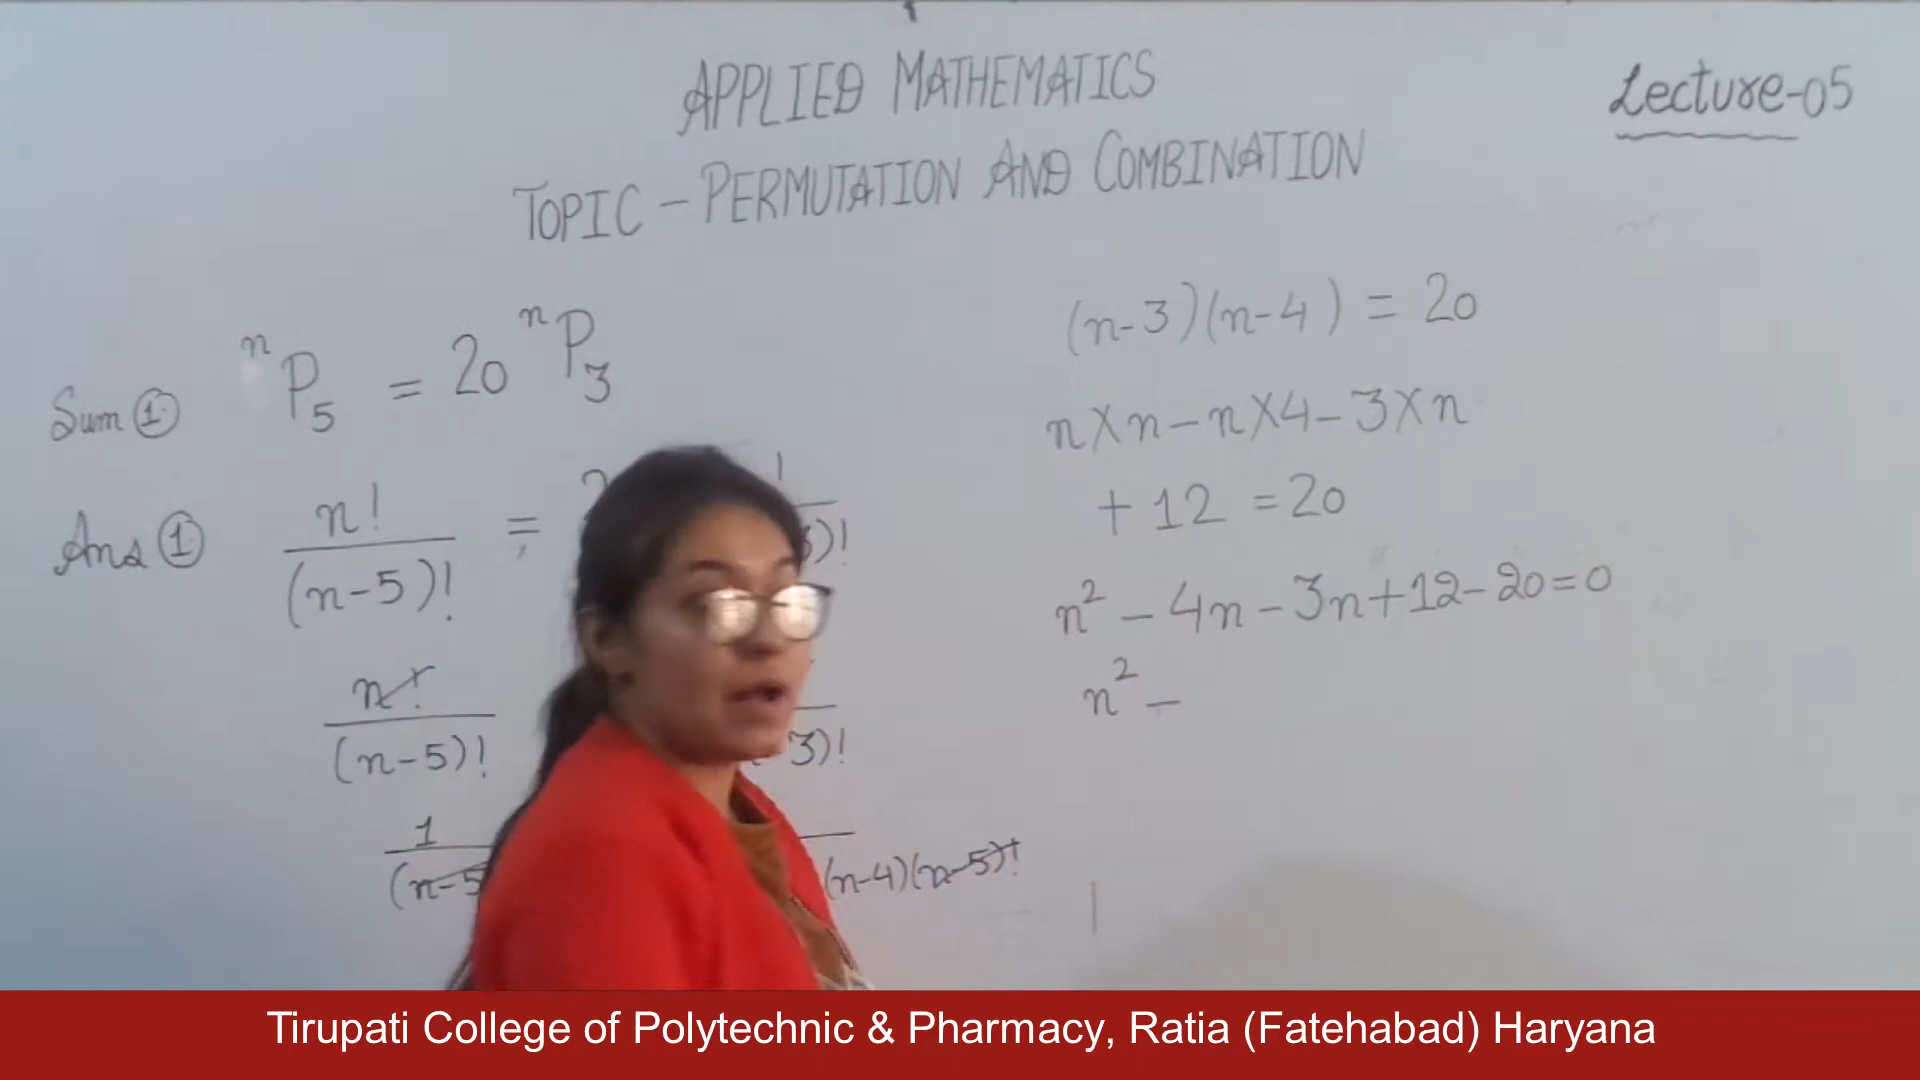 APPLIED MATHEMATICS
Lecture-05
TOPIC - PERMUTATION AND COMBINATION
Sum ① ⁿP₅ = 20 ⁿP₃
Ans ① n! / (n-5)! =
n! / (n-5)! 3)!
1 / (n-5 (n-4)(n-5)!
(n-3)(n-4) = 20
n×n-n×4-3×n
+12 =20
n² - 4n - 3n+12-20=0
n² -
Tirupati College of Polytechnic & Pharmacy, Ratia (Fatehabad) Haryana